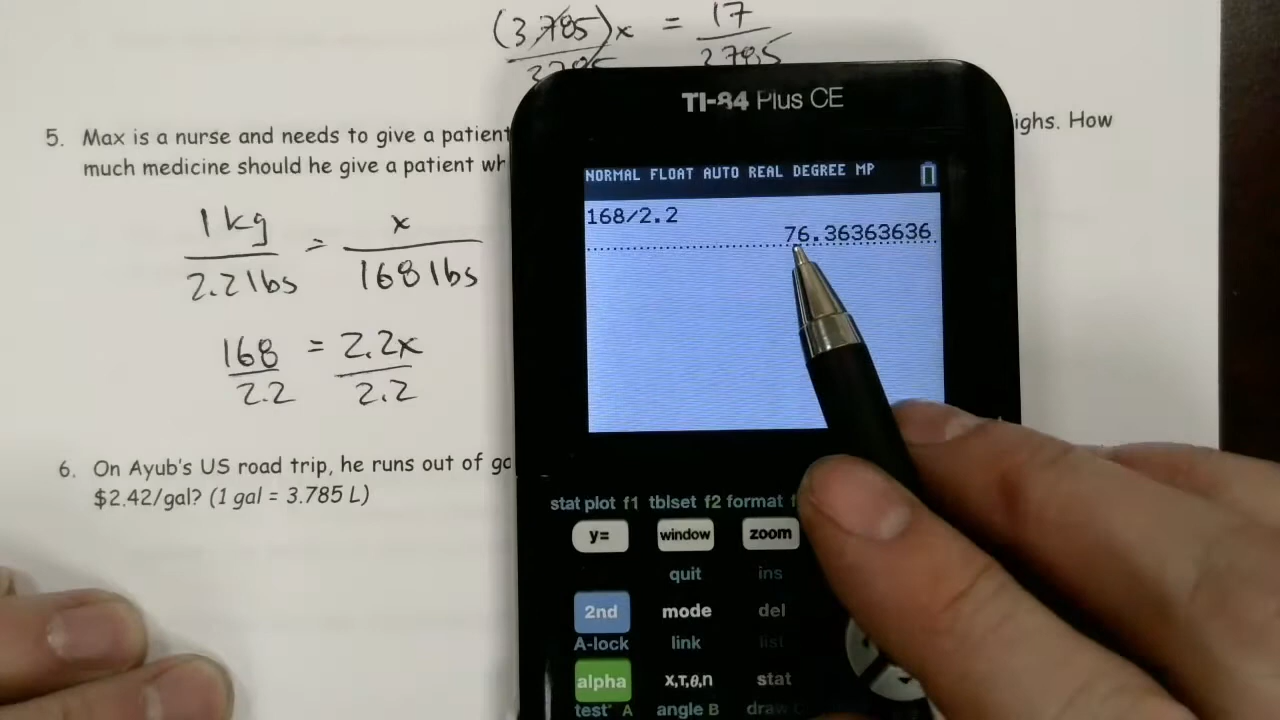 (3.785)x = 17
3.785 3.785
TI-84 Plus CE
5. Max is a nurse and needs to give a patient ighs. How
much medicine should he give a patient wh
NORMAL FLOAT AUTO REAL DEGREE MP
168/2.2
76.36363636
1 kg = x
2.2 lbs 168 lbs
168 = 2.2x
2.2 2.2
6. On Ayub's US road trip, he runs out of ga
$2.42/gal? (1 gal = 3.785 L)
stat plot f1 tblset f2 format f
y= window zoom
quit ins
2nd mode del
A-lock link list
alpha X,T,θ,n stat
test A angle B draw C